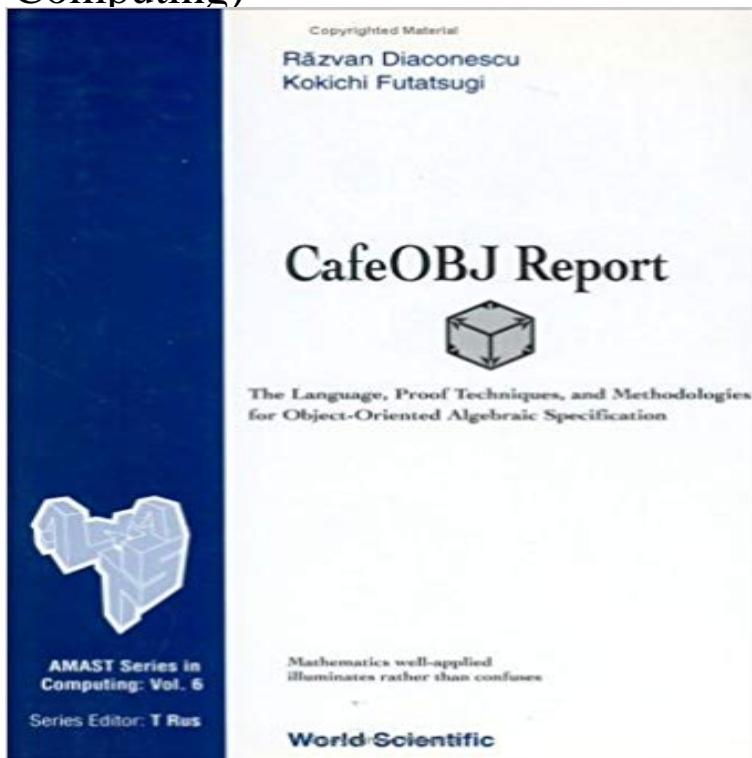 Computing)
Copyrighted Material
Răzvan Diaconescu
Kokichi Futatsugi
CafeOBJ Report
The Language, Proof Techniques, and Methodologies
for Object-Oriented Algebraic Specification
AMAST
AMAST Series in
Computing: Vol. 6
Series Editor: T Rus
Mathematics well-applied
illuminates rather than confuses
World Scientific